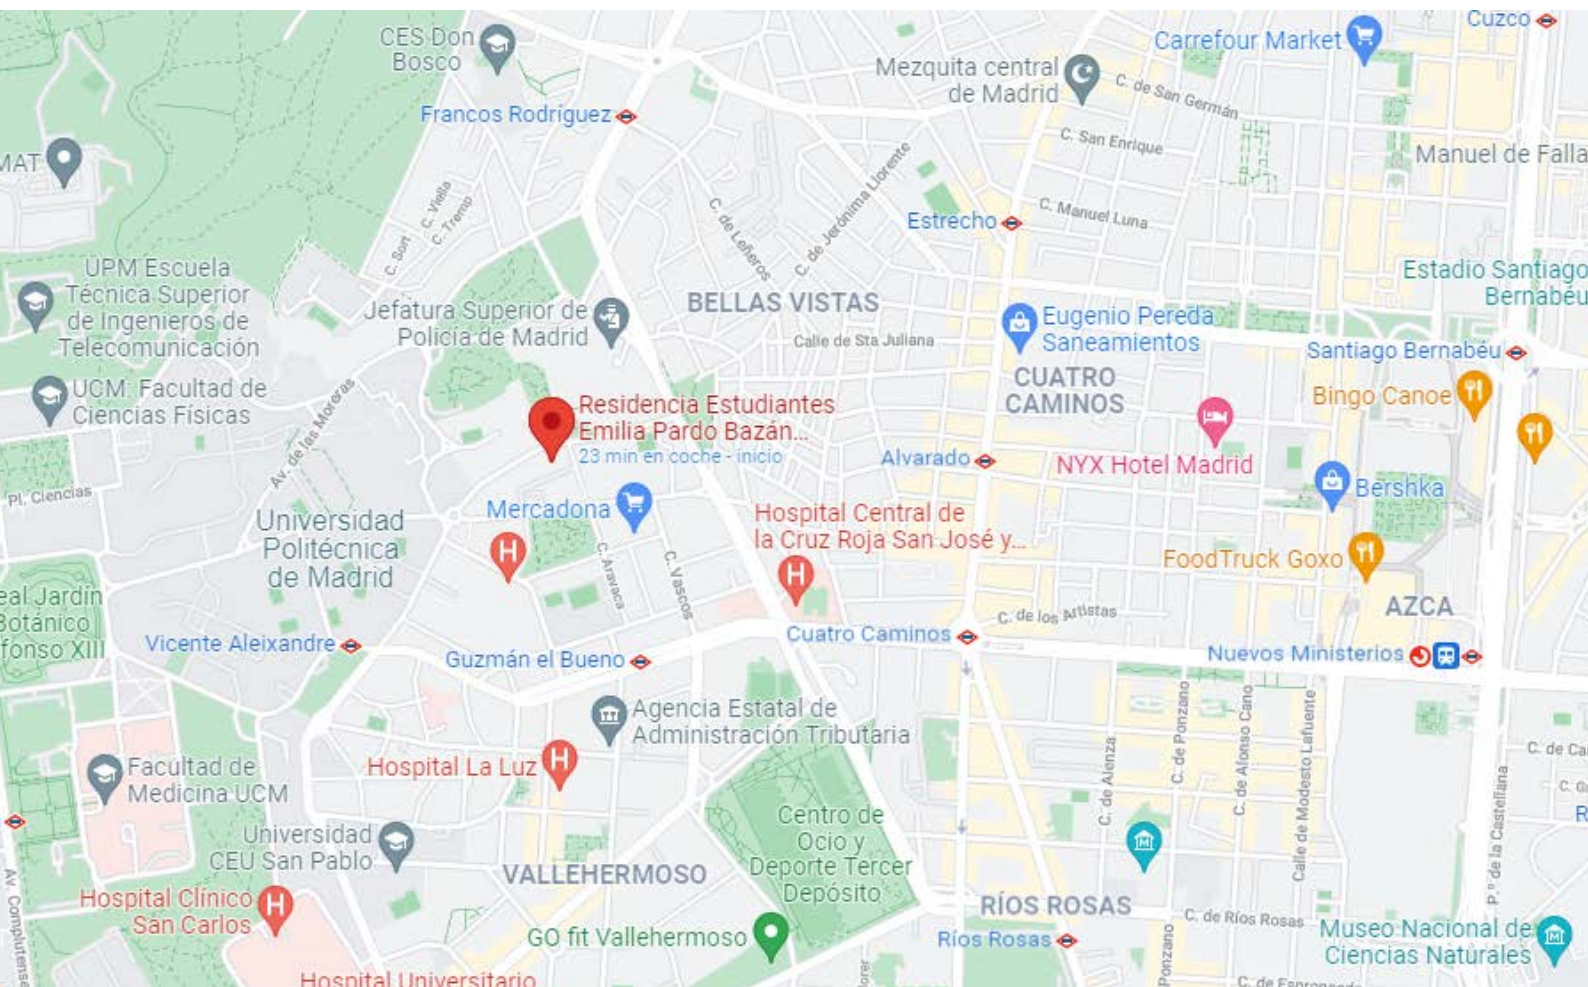 Cuzco
CES Don
Bosco
Carrefour Market
Mezquita central
de Madrid
C. de San Germán
Francos Rodríguez
C. San Enrique
Manuel de Falla
MAT
C. Viella
C. Tremp
C. Sort
C. de Leñeros
C. de Jerónima Llorente
Estrecho
C. Manuel Luna
UPM Escuela
Técnica Superior
de Ingenieros de
Telecomunicación
Jefatura Superior de
Policía de Madrid
BELLAS VISTAS
Calle de Sta Juliana
Eugenio Pereda
Saneamientos
Estadio Santiago
Bernabéu
Santiago Bernabéu
UCM: Facultad de
Ciencias Físicas
Av. de las Moreras
Residencia Estudiantes
Emilia Pardo Bazán...
23 min en coche - inicio
CUATRO
CAMINOS
Bingo Canoe
Alvarado
NYX Hotel Madrid
Bershka
Pl. Ciencias
Mercadona
Universidad
Politécnica
de Madrid
Hospital Central de
la Cruz Roja San José y...
FoodTruck Goxo
C. Aravaca
C. Vascos
eal Jardín
Botánico
fonso XIII
AZCA
C. de los Artistas
Vicente Aleixandre
Guzmán el Bueno
Cuatro Caminos
Nuevos Ministerios
Agencia Estatal de
Administración Tributaria
C. de Alenza
C. de Ponzano
C. de Alonso Cano
Calle de Modesto Lafuente
C. de Ca
C. G
R
P.º de la Castellana
Hospital La Luz
Facultad de
Medicina UCM
Universidad
CEU San Pablo
Centro de
Ocio y
Deporte Tercer
Depósito
VALLEHERMOSO
Av. Complutense
Hospital Clínico
San Carlos
GO fit Vallehermoso
RÍOS ROSAS
Ríos Rosas
C. de Ríos Rosas
Museo Nacional de
Ciencias Naturales
Ponzano
Hospital Universitario
C. de Espronceda